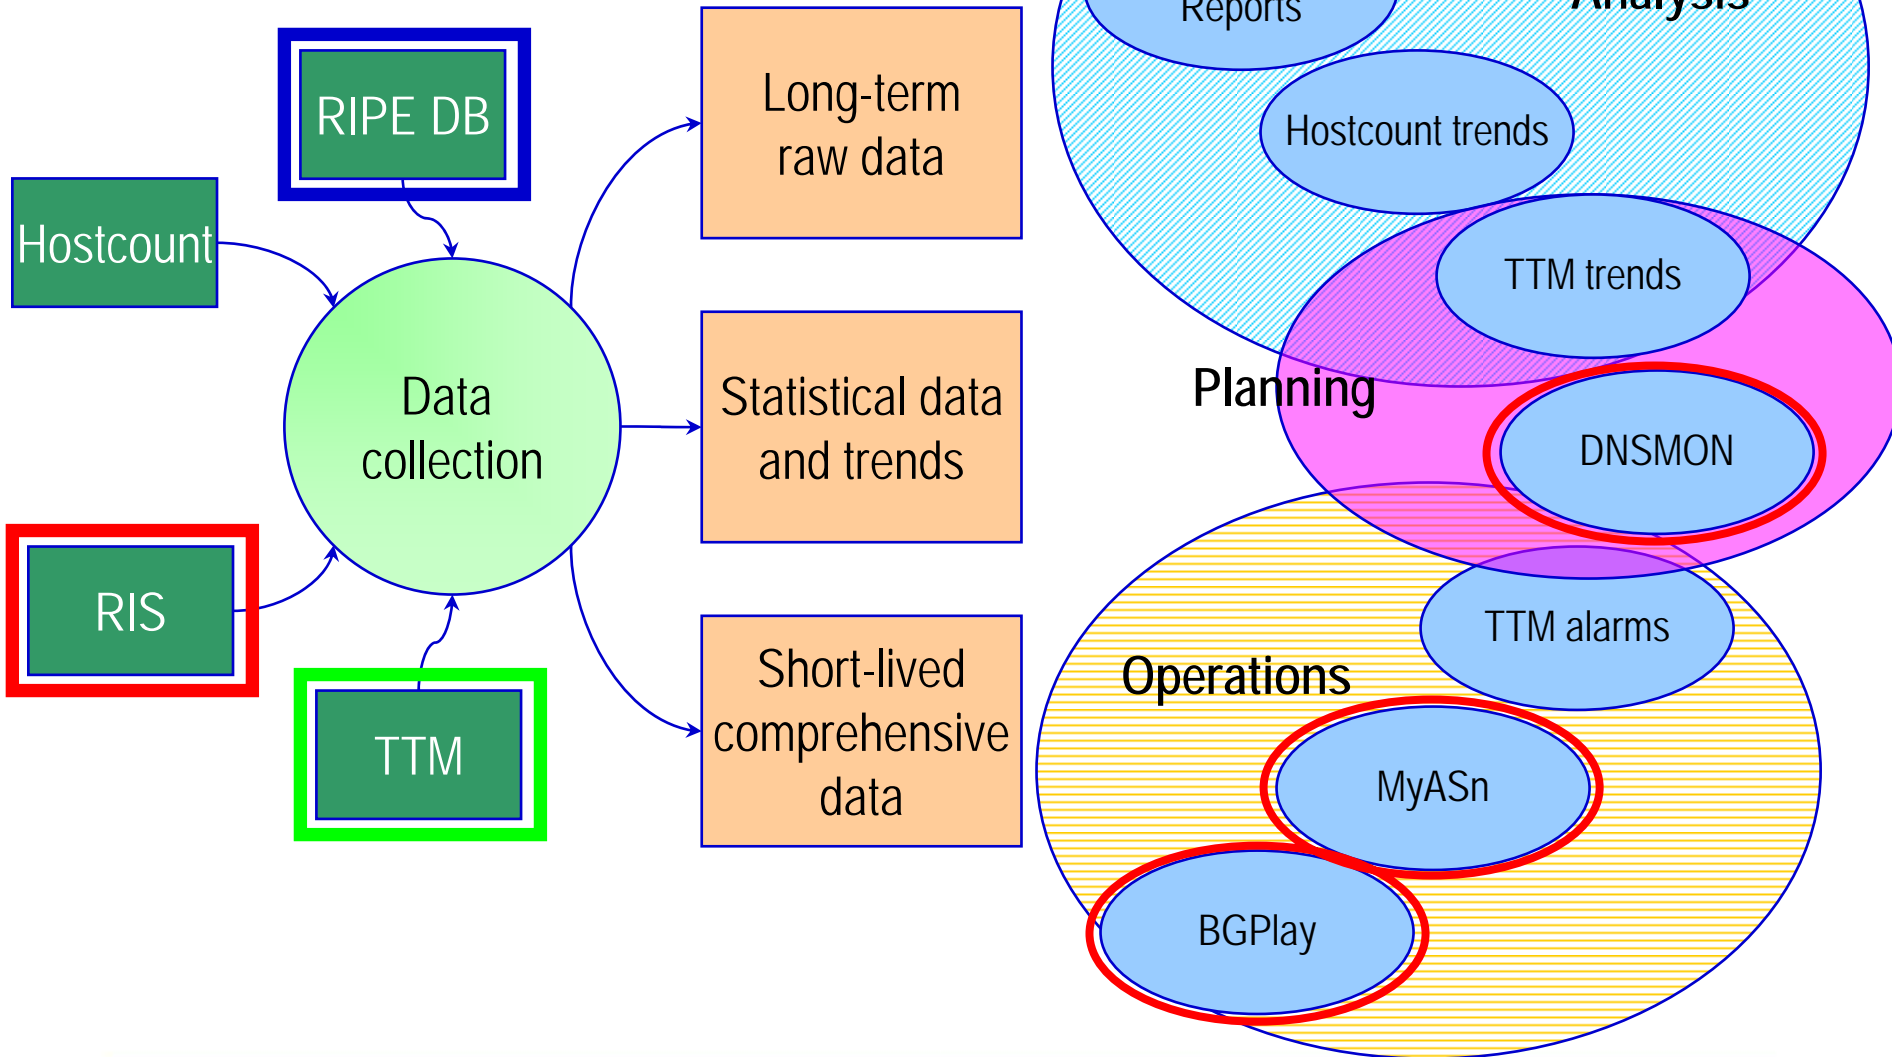 RIPE DB
Hostcount
RIS
TTM
Data
collection
Long-term
raw data
Statistical data
and trends
Short-lived
comprehensive
data
Reports
Analysis
Hostcount trends
TTM trends
Planning
DNSMON
TTM alarms
Operations
MyASn
BGPlay